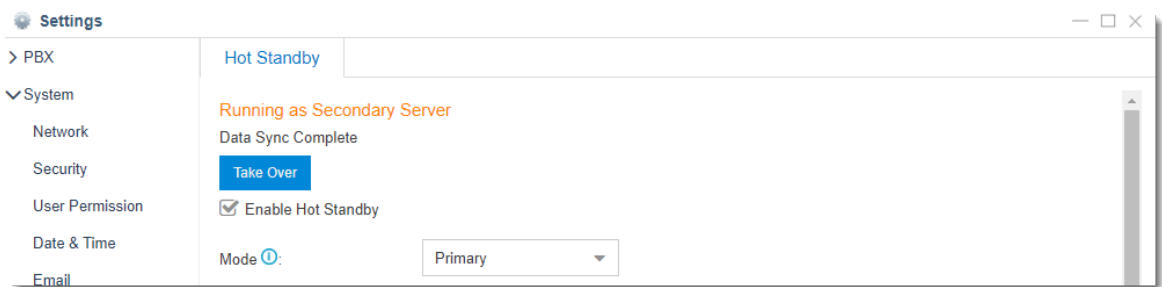 Settings
PBX
System
Network
Security
User Permission
Date & Time
Email
Hot Standby
Running as Secondary Server
Data Sync Complete
Take Over
Enable Hot Standby
Mode :
Primary